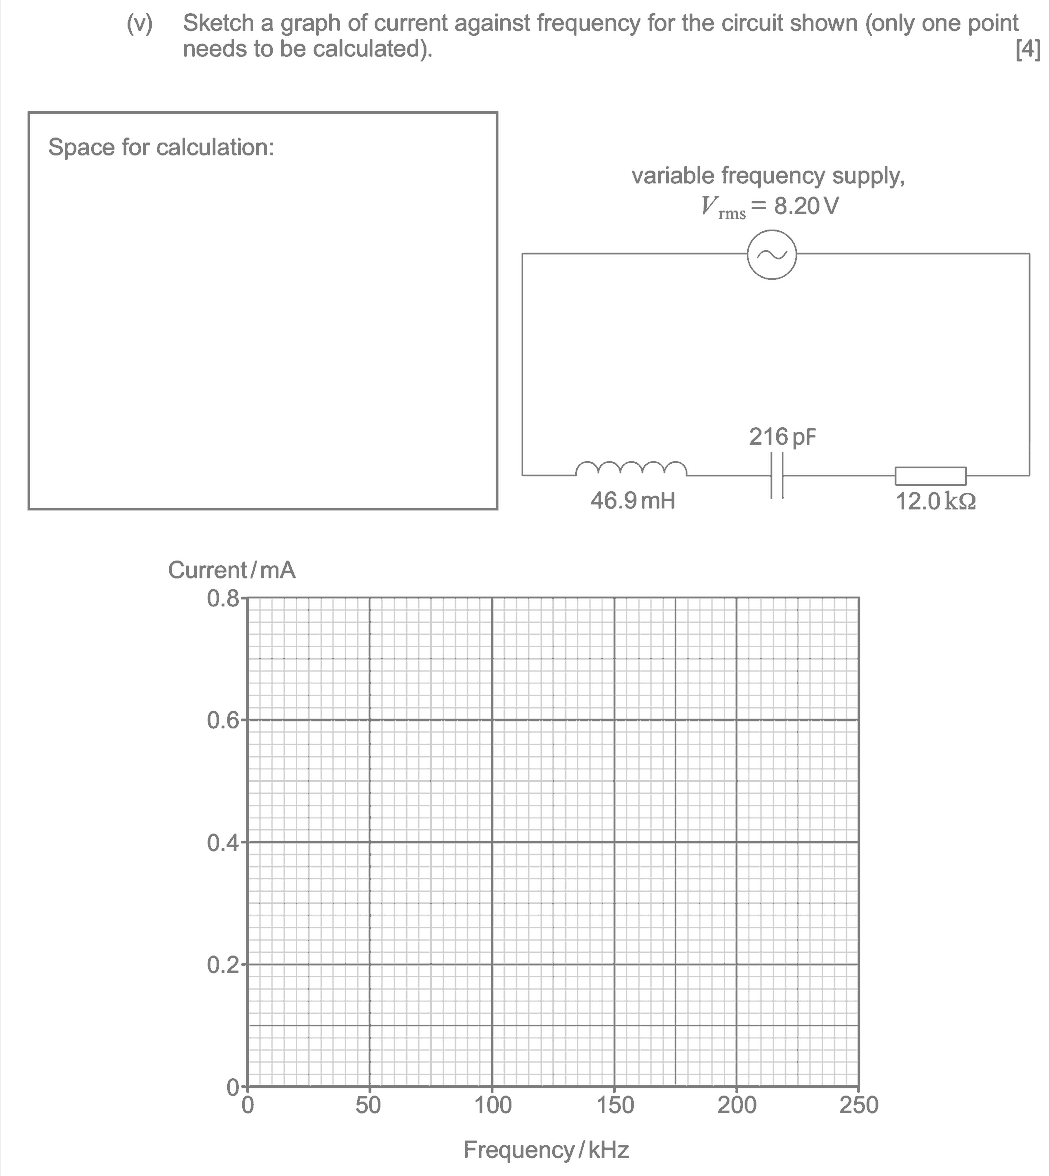 (v) Sketch a graph of current against frequency for the circuit shown (only one point
needs to be calculated). [4]
Space for calculation:
variable frequency supply,
Vrms = 8.20 V
216 pF
46.9 mH
12.0 kΩ
Current / mA
0.8
0.6
0.4
0.2
0
0 50 100 150 200 250
Frequency / kHz